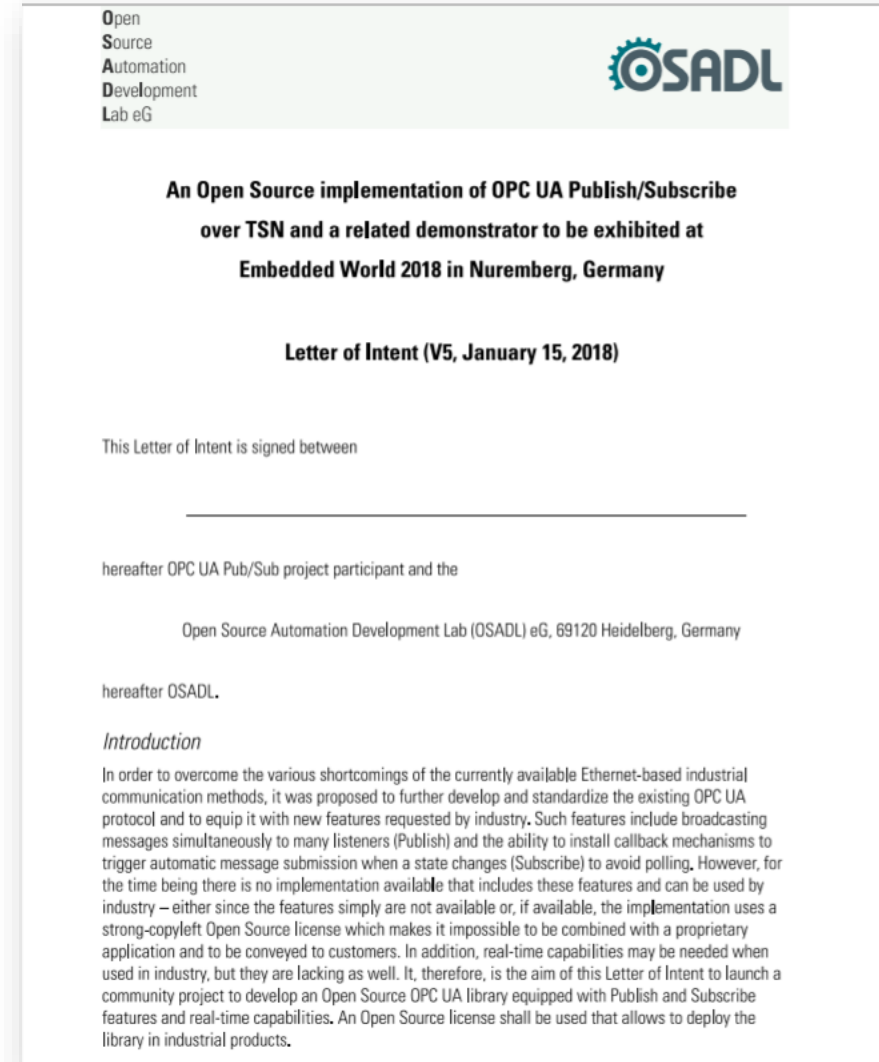 Open
Source
Automation
Development
Lab eG
OSADL
An Open Source implementation of OPC UA Publish/Subscribe
over TSN and a related demonstrator to be exhibited at
Embedded World 2018 in Nuremberg, Germany
Letter of Intent (V5, January 15, 2018)
This Letter of Intent is signed between
hereafter OPC UA Pub/Sub project participant and the
Open Source Automation Development Lab (OSADL) eG, 69120 Heidelberg, Germany
hereafter OSADL.
Introduction
In order to overcome the various shortcomings of the currently available Ethernet-based industrial
communication methods, it was proposed to further develop and standardize the existing OPC UA
protocol and to equip it with new features requested by industry. Such features include broadcasting
messages simultaneously to many listeners (Publish) and the ability to install callback mechanisms to
trigger automatic message submission when a state changes (Subscribe) to avoid polling. However, for
the time being there is no implementation available that includes these features and can be used by
industry – either since the features simply are not available or, if available, the implementation uses a
strong-copyleft Open Source license which makes it impossible to be combined with a proprietary
application and to be conveyed to customers. In addition, real-time capabilities may be needed when
used in industry, but they are lacking as well. It, therefore, is the aim of this Letter of Intent to launch a
community project to develop an Open Source OPC UA library equipped with Publish and Subscribe
features and real-time capabilities. An Open Source license shall be used that allows to deploy the
library in industrial products.